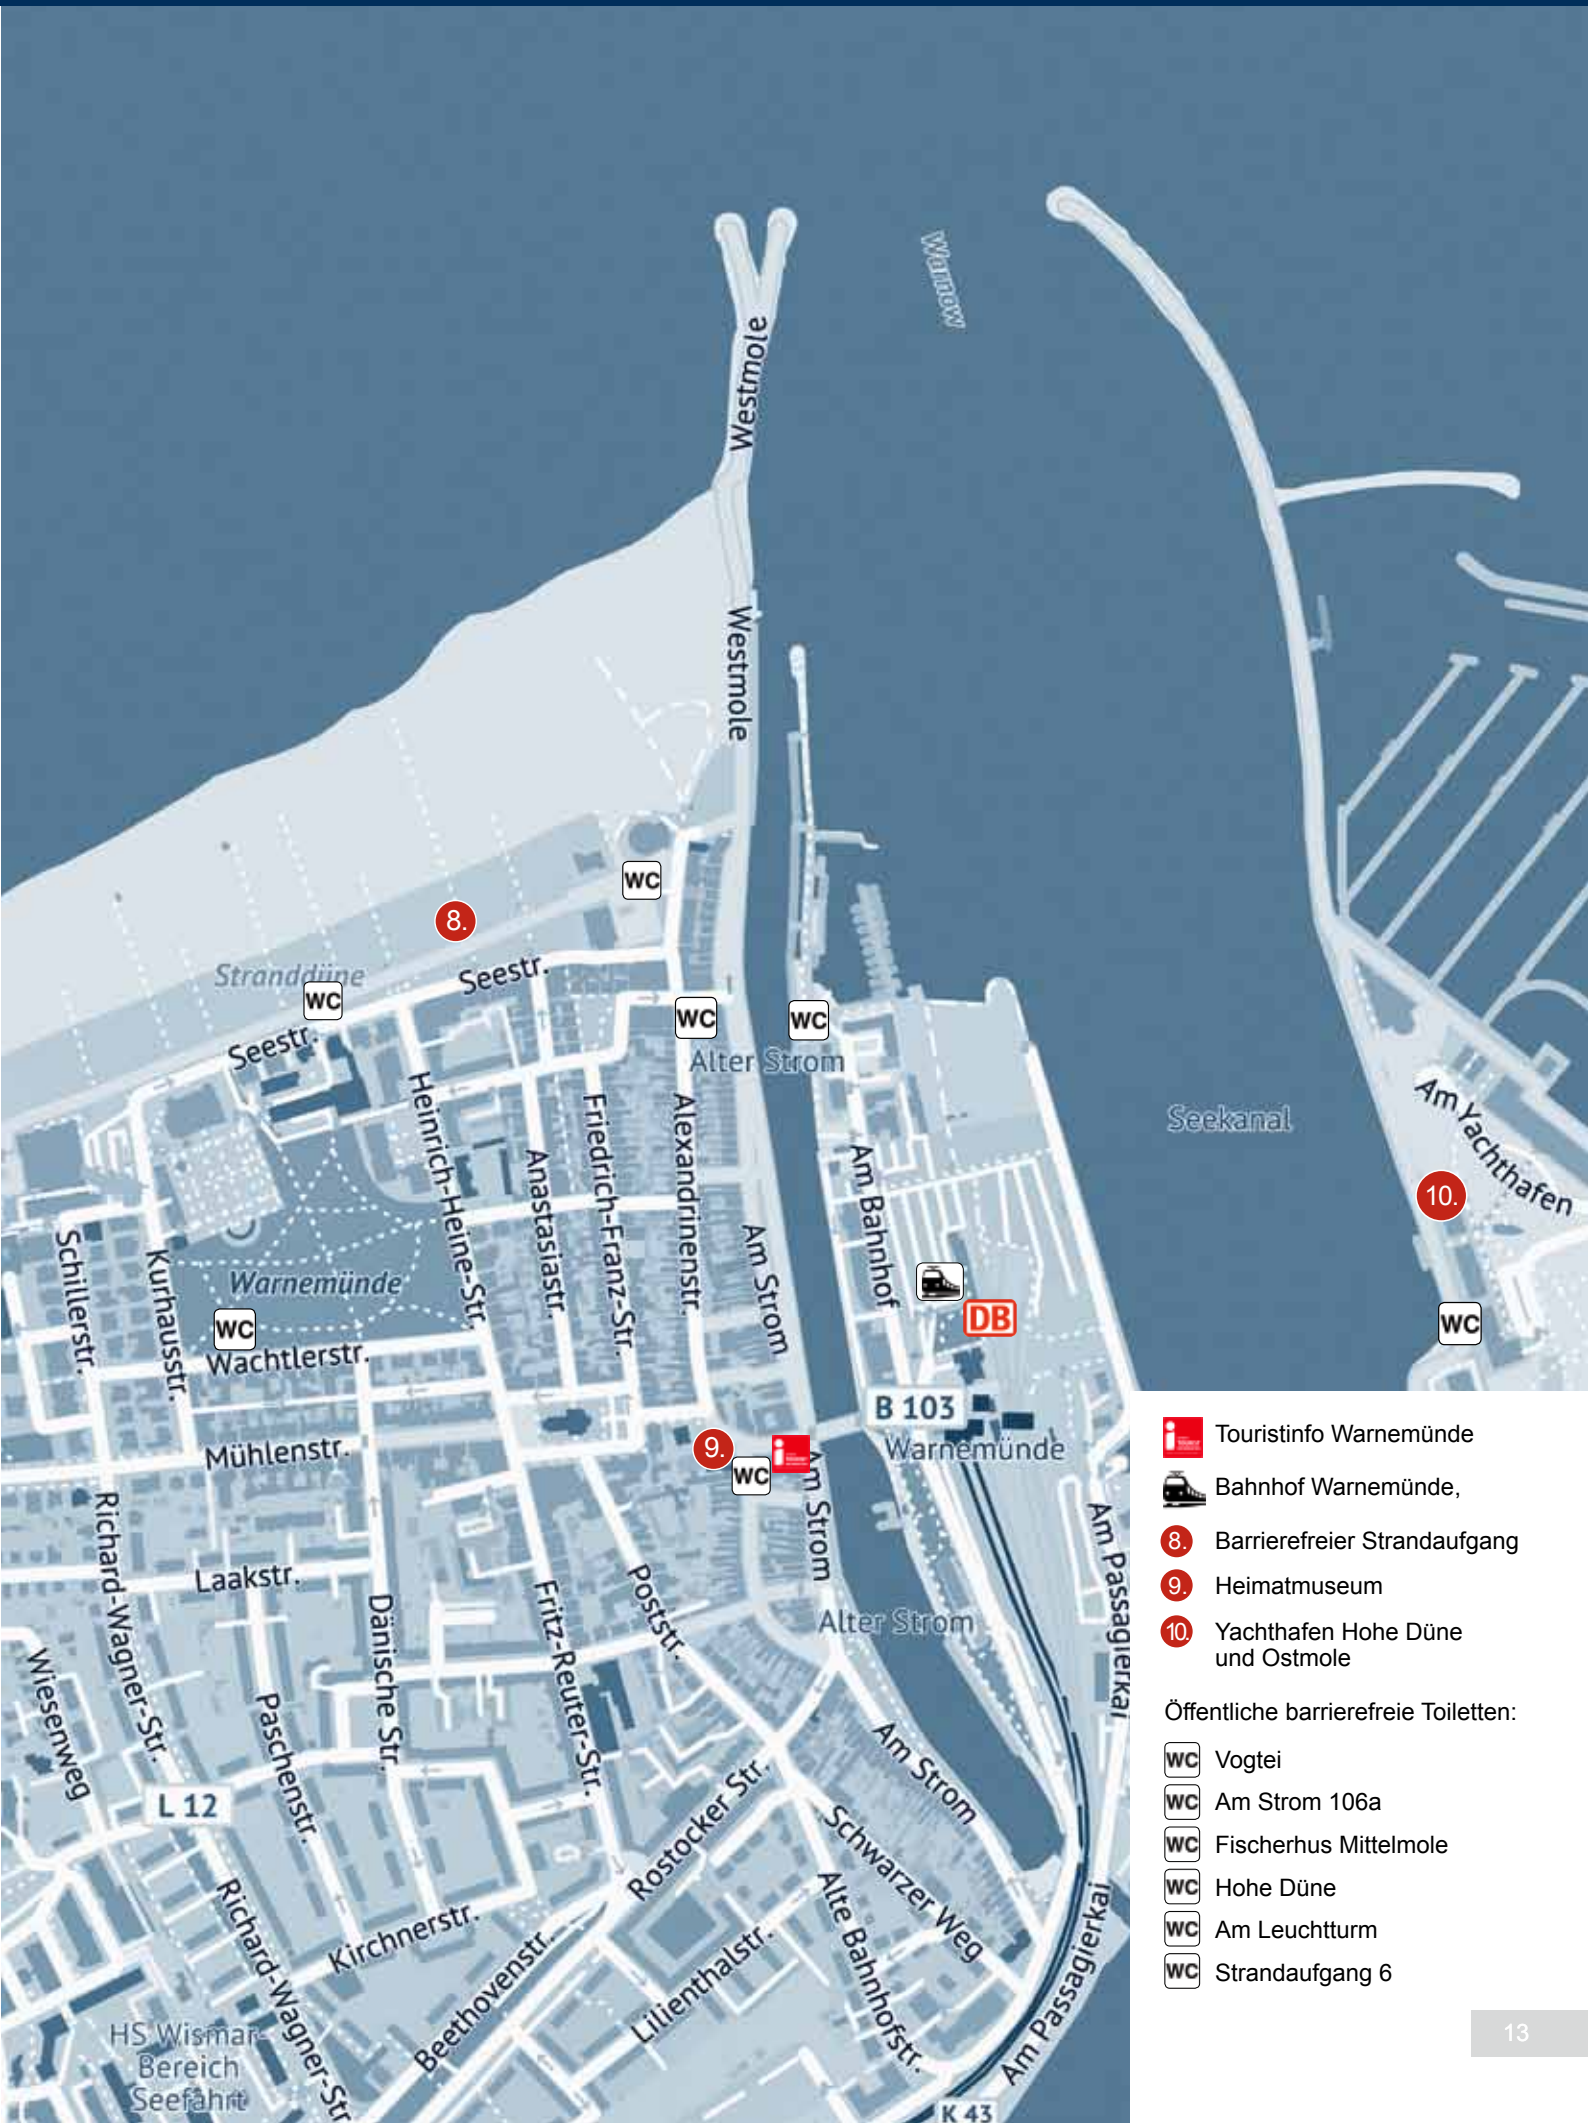 Warnow
Westmole
Westmole
WC
8.
Stranddüne
WC
Seestr.
Seestr.
WC
WC
Alter Strom
Seekanal
Am Yachthafen
10.
WC
Heinrich-Heine-Str.
Anastasiastr.
Friedrich-Franz-Str.
Alexandrinenstr.
Am Strom
Am Bahnhof
DB
Schillerstr.
Kurhausstr.
Warnemünde
WC
Wachtlerstr.
Mühlenstr.
9.
WC
i
B 103
Warnemünde
Am Strom
Am Passagierkai
Alter Strom
Richard-Wagner-Str.
Laakstr.
Dänische Str.
Fritz-Reuter-Str.
Poststr.
Wiesenweg
Paschenstr.
L 12
Am Strom
Rostocker Str.
Schwarzer Weg
Alte Bahnhofstr.
Richard-Wagner-Str
Kirchnerstr.
Beethovenstr.
Lilienthalstr.
Am Passagierkai
HS Wismar-
Bereich
Seefahrt
K 43
i Touristinfo Warnemünde
Bahnhof Warnemünde,
8. Barrierefreier Strandaufgang
9. Heimatmuseum
10. Yachthafen Hohe Düne
und Ostmole
Öffentliche barrierefreie Toiletten:
WC Vogtei
WC Am Strom 106a
WC Fischerhus Mittelmole
WC Hohe Düne
WC Am Leuchtturm
WC Strandaufgang 6
13